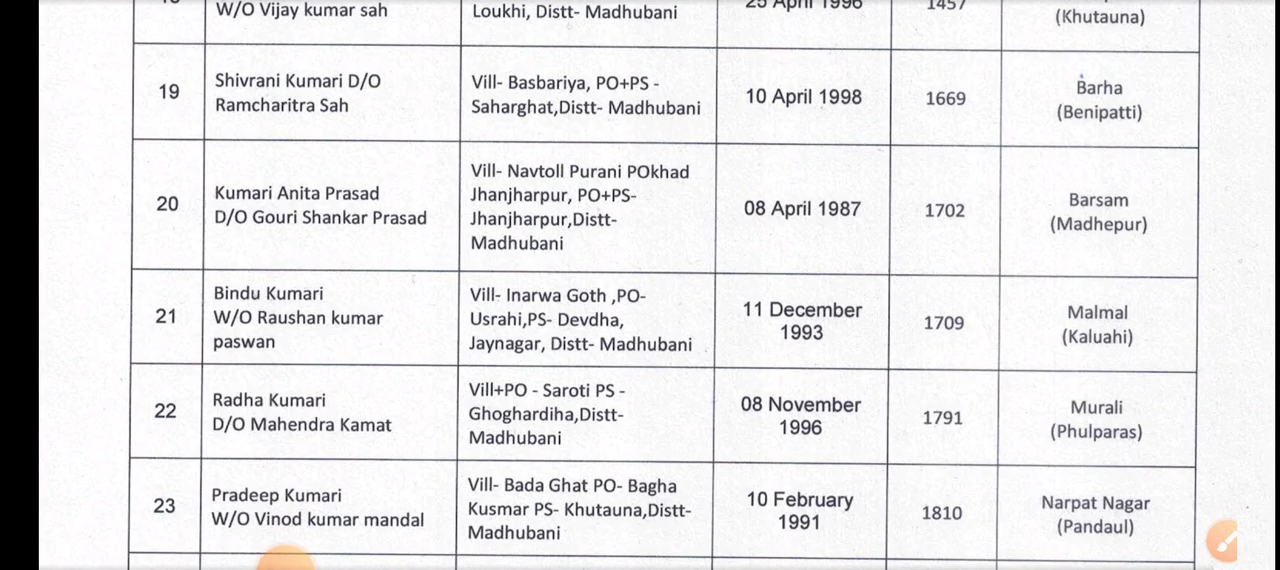 W/O Vijay kumar sah
Loukhi, Distt- Madhubani
25 April 1996
1457
(Khutauna)
19
Shivrani Kumari D/O
Ramcharitra Sah
Vill- Basbariya, PO+PS -
Saharghat,Distt- Madhubani
10 April 1998
1669
Barha
(Benipatti)
20
Kumari Anita Prasad
D/O Gouri Shankar Prasad
Vill- Navtoll Purani POkhad
Jhanjharpur, PO+PS-
Jhanjharpur,Distt-
Madhubani
08 April 1987
1702
Barsam
(Madhepur)
21
Bindu Kumari
W/O Raushan kumar
paswan
Vill- Inarwa Goth ,PO-
Usrahi,PS- Devdha,
Jaynagar, Distt- Madhubani
11 December
1993
1709
Malmal
(Kaluahi)
22
Radha Kumari
D/O Mahendra Kamat
Vill+PO - Saroti PS -
Ghoghardiha,Distt-
Madhubani
08 November
1996
1791
Murali
(Phulparas)
23
Pradeep Kumari
W/O Vinod kumar mandal
Vill- Bada Ghat PO- Bagha
Kusmar PS- Khutauna,Distt-
Madhubani
10 February
1991
1810
Narpat Nagar
(Pandaul)